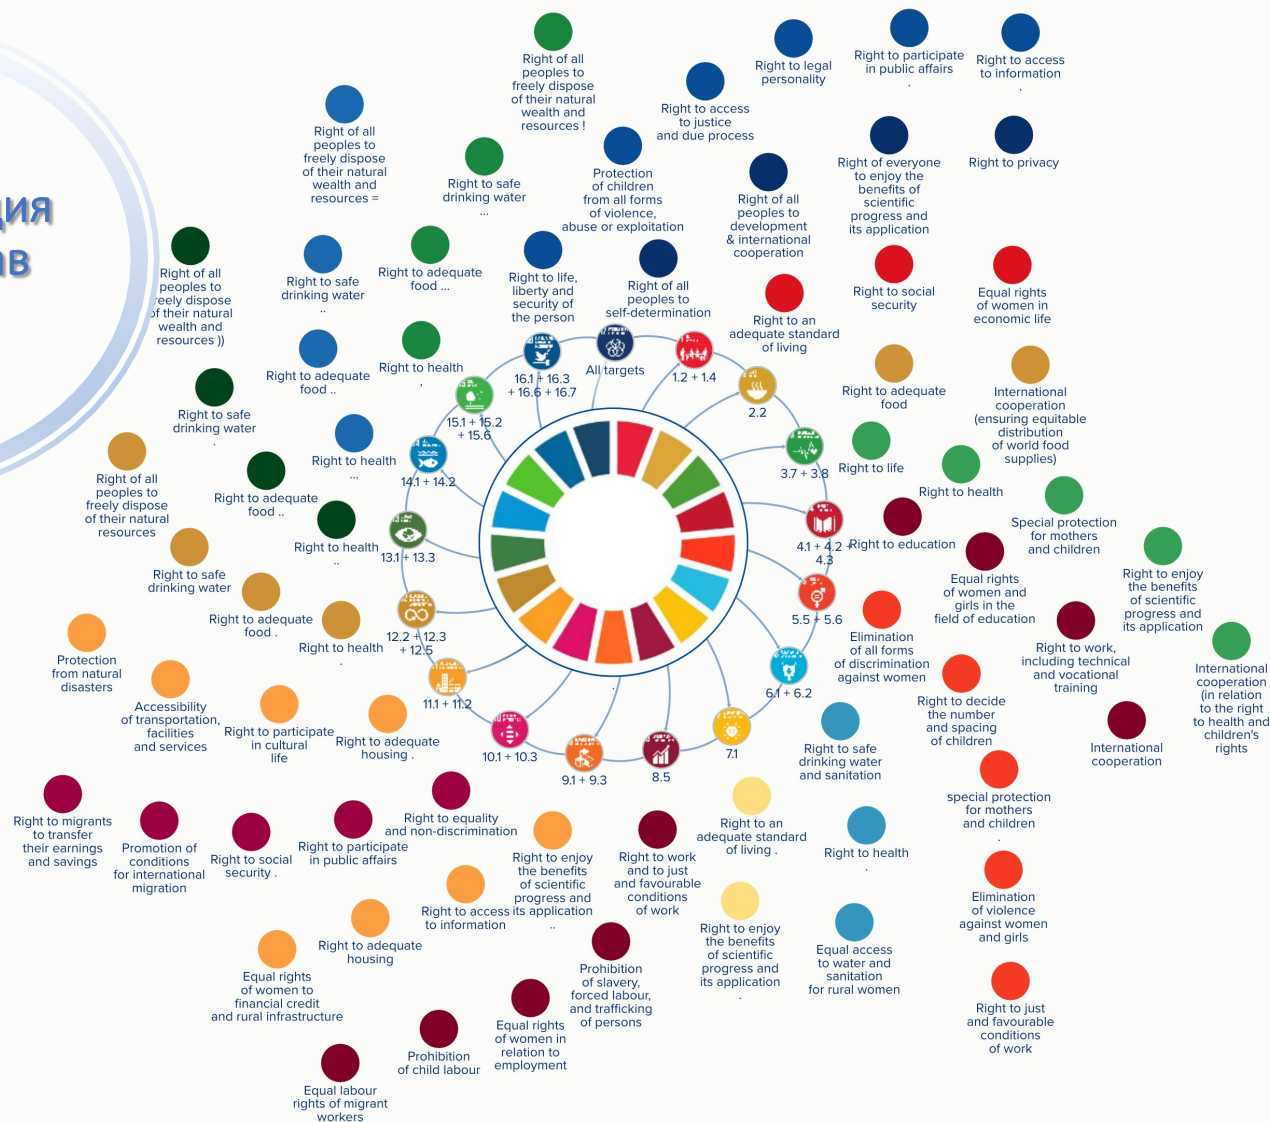 ция
ав
Right of all
peoples to
freely dispose
of their natural
wealth and
resources !
Right to legal
personality
Right to participate
in public affairs
.
Right to access
to information
.
Right of all
peoples to
freely dispose
of their natural
wealth and
resources =
Right to access
to justice
and due process
Right to safe
drinking water
...
Protection
of children
from all forms
of violence,
abuse or exploitation
Right of all
peoples to
development
& international
cooperation
Right of everyone
to enjoy the
benefits of
scientific
progress and
its application
Right to privacy
Right of all
peoples to
freely dispose
of their natural
wealth and
resources ))
Right to safe
drinking water
..
Right to adequate
food ...
Right to life,
liberty and
security of
the person
Right of all
peoples to
self-determination
Right to an
adequate standard
of living
Right to social
security
Equal rights
of women in
economic life
Right to adequate
food ..
Right to health
,
16.1 + 16.3
+ 16.6 + 16.7
All targets
1.2 + 1.4
2.2
Right to adequate
food
International
cooperation
(ensuring equitable
distribution
of world food
supplies)
Right to safe
drinking water
.
15.1 + 15.2
+ 15.6
Right to health
...
14.1 + 14.2
3.7 + 3.8
Right to life
Right to health
Right of all
peoples to
freely dispose
of their natural
resources
Right to adequate
food ..
Right to health
..
13.1 + 13.3
4.1 + 4.2 +
4.3
Right to education
Special protection
for mothers
and children
Right to safe
drinking water
Equal rights
of women and
girls in the
field of education
Right to enjoy
the benefits
of scientific
progress and
its application
Right to adequate
food .
Right to health
.
12.2 + 12.3
+ 12.5
5.5 + 5.6
Elimination
of all forms
of discrimination
against women
Right to work,
including technical
and vocational
training
International
cooperation
(in relation
to the right
to health and
children's
rights
Protection
from natural
disasters
Accessibility
of transportation,
facilities
and services
Right to participate
in cultural
life
Right to adequate
housing .
11.1 + 11.2
10.1 + 10.3
9.1 + 9.3
8.5
7.1
6.1 + 6.2
.
Right to safe
drinking water
and sanitation
Right to decide
the number
and spacing
of children
International
cooperation
Right to migrants
to transfer
their earnings
and savings
Promotion of
conditions
for international
migration
Right to social
security .
Right to participate
in public affairs
Right to equality
and non-discrimination
Right to enjoy
the benefits
of scientific
progress and
its application
..
Right to work
and to just
and favourable
conditions
of work
Right to an
adequate standard
of living .
Right to health
.
special protection
for mothers
and children
.
Right to access
to information
Right to adequate
housing
Equal rights
of women to
financial credit
and rural infrastructure
Right to enjoy
the benefits
of scientific
progress and
its application
.
Equal access
to water and
sanitation
for rural women
Elimination
of violence
against women
and girls
Prohibition
of slavery,
forced labour,
and trafficking
of persons
Equal rights
of women in
relation to
employment
Prohibition
of child labour
Equal labour
rights of migrant
workers
Right to just
and favourable
conditions
of work